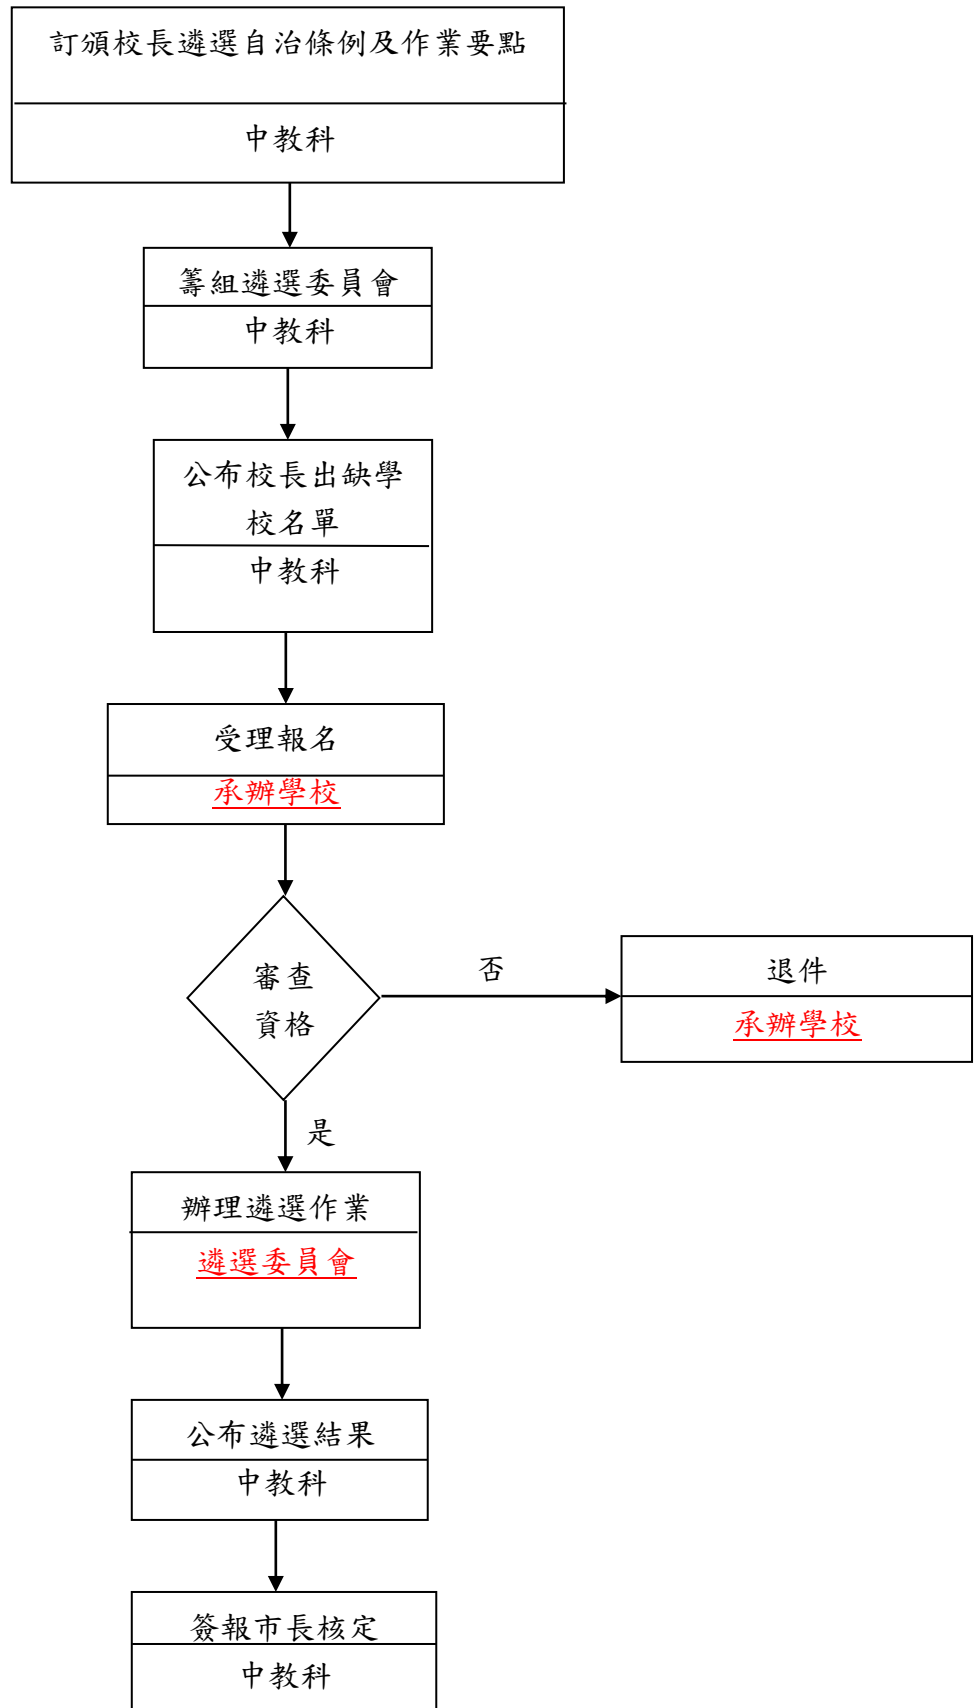 訂頒校長遴選自治條例及作業要點
中教科
籌組遴選委員會
中教科
公布校長出缺學
校名單
中教科
受理報名
承辦學校
審查
資格
否
退件
承辦學校
是
辦理遴選作業
遴選委員會
公布遴選結果
中教科
簽報市長核定
中教科